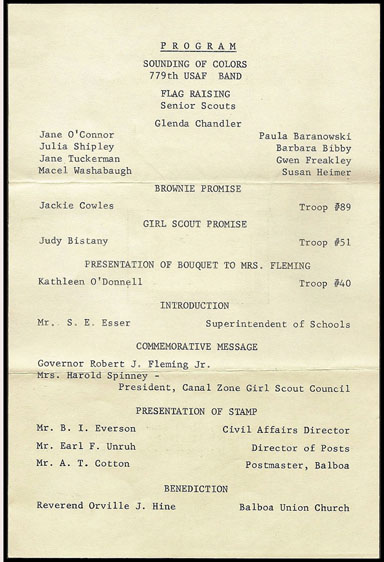 PROGRAM
SOUNDING OF COLORS
779th USAF BAND
FLAG RAISING
Senior Scouts
Glenda Chandler
Jane O'Connor Paula Baranowski
Julia Shipley Barbara Bibby
Jane Tuckerman Gwen Freakley
Macel Washabaugh Susan Heimer
BROWNIE PROMISE
Jackie Cowles Troop #89
GIRL SCOUT PROMISE
Judy Bistany Troop #51
PRESENTATION OF BOUQUET TO MRS. FLEMING
Kathleen O'Donnell Troop #40
INTRODUCTION
Mr. S. E. Esser Superintendent of Schools
COMMEMORATIVE MESSAGE
Governor Robert J. Fleming Jr.
Mrs. Harold Spinney -
President, Canal Zone Girl Scout Council
PRESENTATION OF STAMP
Mr. B. I. Everson Civil Affairs Director
Mr. Earl F. Unruh Director of Posts
Mr. A. T. Cotton Postmaster, Balboa
BENEDICTION
Reverend Orville J. Hine Balboa Union Church